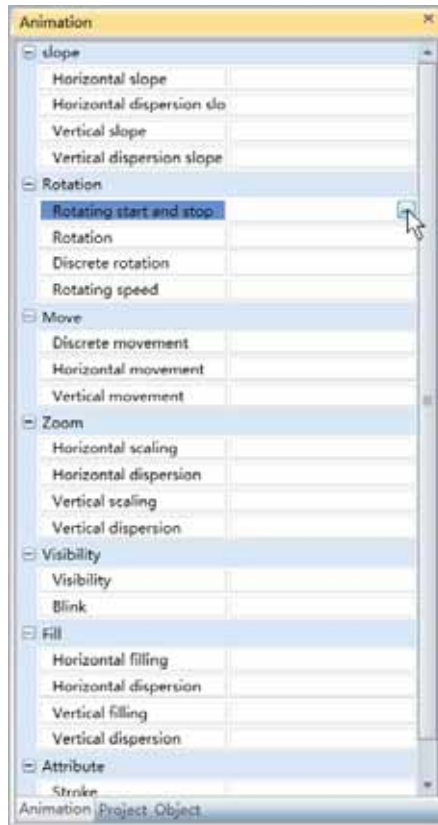 Animation
slope
Horizontal slope
Horizontal dispersion slo
Vertical slope
Vertical dispersion slope
Rotation
Rotating start and stop
Rotation
Discrete rotation
Rotating speed
Move
Discrete movement
Horizontal movement
Vertical movement
Zoom
Horizontal scaling
Horizontal dispersion
Vertical scaling
Vertical dispersion
Visibility
Visibility
Blink
Fill
Horizontal filling
Horizontal dispersion
Vertical filling
Vertical dispersion
Attribute
Stroke
Animation Project Object